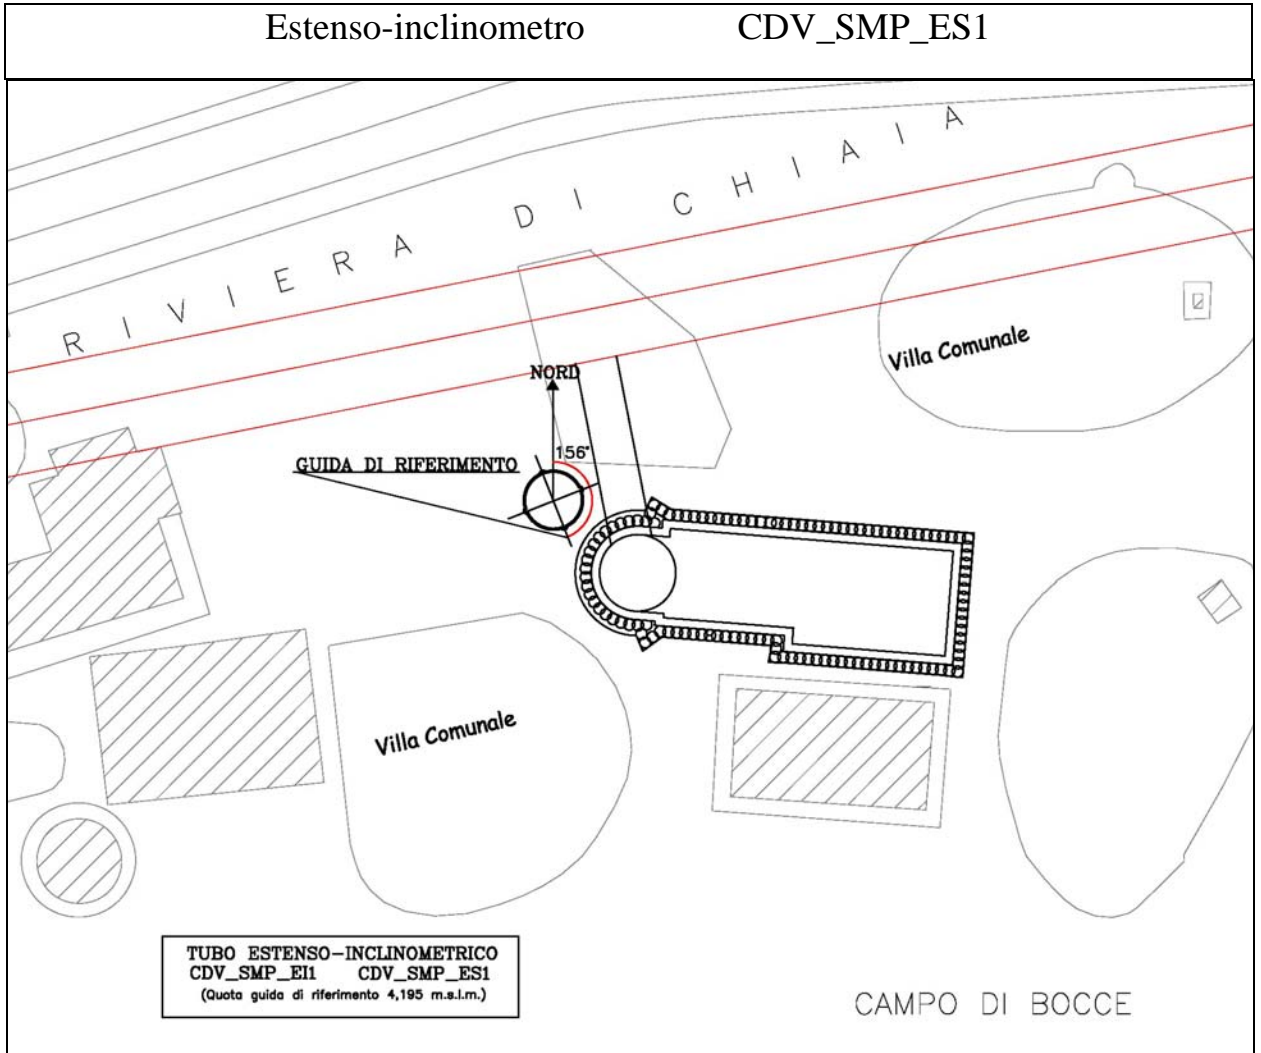 Estenso-inclinometro CDV_SMP_ES1
RIVIERA DI CHIAIA
Villa Comunale
NORD
156°
GUIDA DI RIFERIMENTO
Villa Comunale
TUBO ESTENSO-INCLINOMETRICO
CDV_SMP_EI1 CDV_SMP_ES1
(Quota guida di riferimento 4,195 m.s.l.m.)
CAMPO DI BOCCE